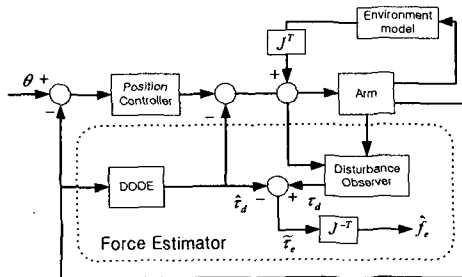 Environment
model
J^T
θ +
−
Position
Controller
−
+
Arm
DODE
τ̂_d
−
+
τ_d
Disturbance
Observer
τ̃_e
J^{-T}
f̂_e
Force Estimator